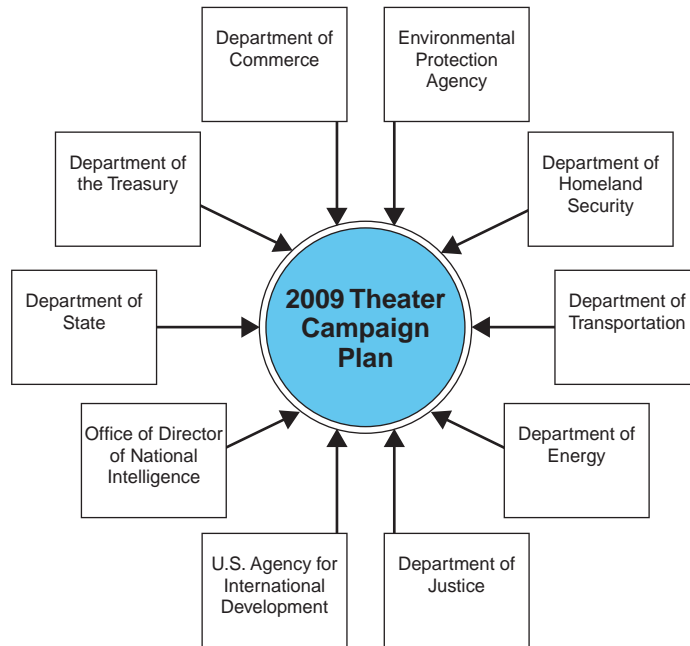 Department of
Commerce
Environmental
Protection
Agency
Department of
the Treasury
Department of
Homeland
Security
2009 Theater
Campaign
Plan
Department of
State
Department of
Transportation
Office of Director
of National
Intelligence
Department of
Energy
U.S. Agency for
International
Development
Department of
Justice